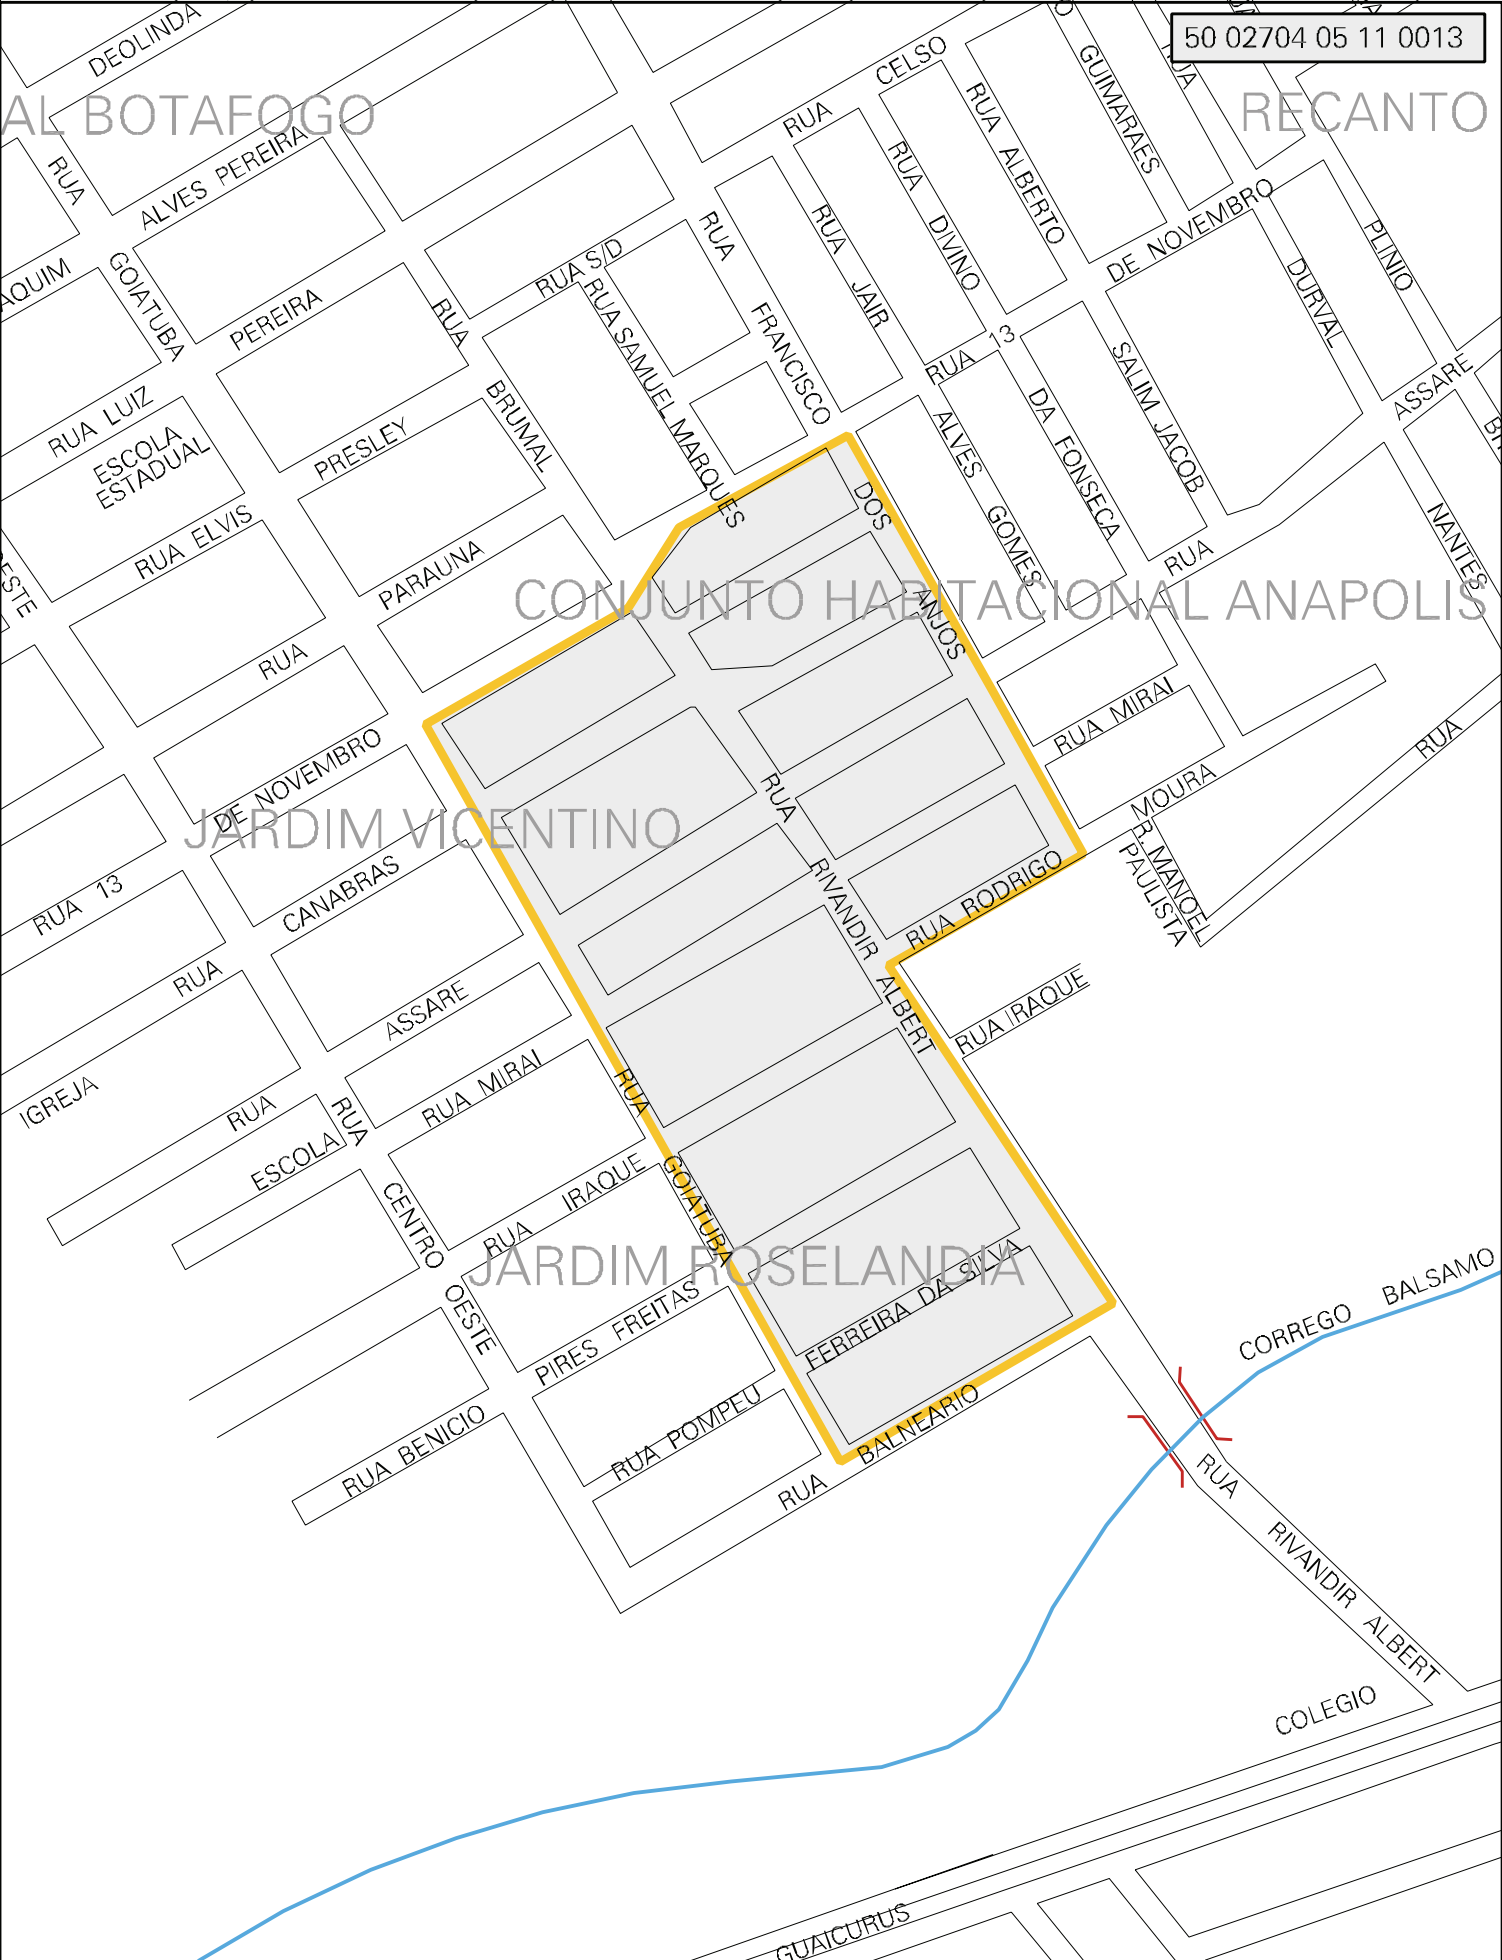 50 02704 05 11 0013
DEOLINDA
AL BOTAFOGO
RECANTO
RUA
CELSO
GUIMARAES
RUA
ALVES PEREIRA
RUA
GOIATUBA
AQUIM
PEREIRA
RUA
BRUMAL
RUA S/D
RUA SAMUEL MARQUES
RUA
FRANCISCO
DOS
ANJOS
RUA
JAIR
RUA
DIVINO
RUA
ALBERTO
DE NOVEMBRO
PLINIO
DURVAL
RUA 13
ALVES
GOMES
DA FONSECA
SALIM JACOB
ASSARE
RUA
NANTES
RUA LUIZ
ESCOLA
ESTADUAL
PRESLEY
RUA ELVIS
PARAUNA
RUA
CONJUNTO HABITACIONAL ANAPOLIS
RUA MIRAI
MOURA
RUA
R. MANOEL
PAULISTA
DE NOVEMBRO
JARDIM VICENTINO
CANABRAS
RUA 13
RUA
RIVANDIR
ALBERT
RUA RODRIGO
RUA IRAQUE
RUA
ASSARE
IGREJA
RUA
ESCOLA
RUA
CENTRO
OESTE
RUA MIRAI
RUA
GOIATUBA
RUA IRAQUE
JARDIM ROSELANDIA
PIRES FREITAS
FERREIRA DA SILVA
RUA BENICIO
RUA POMPEU
RUA BALNEARIO
CORREGO BALSAMO
RUA
RIVANDIR
ALBERT
COLEGIO
GUAICURUS